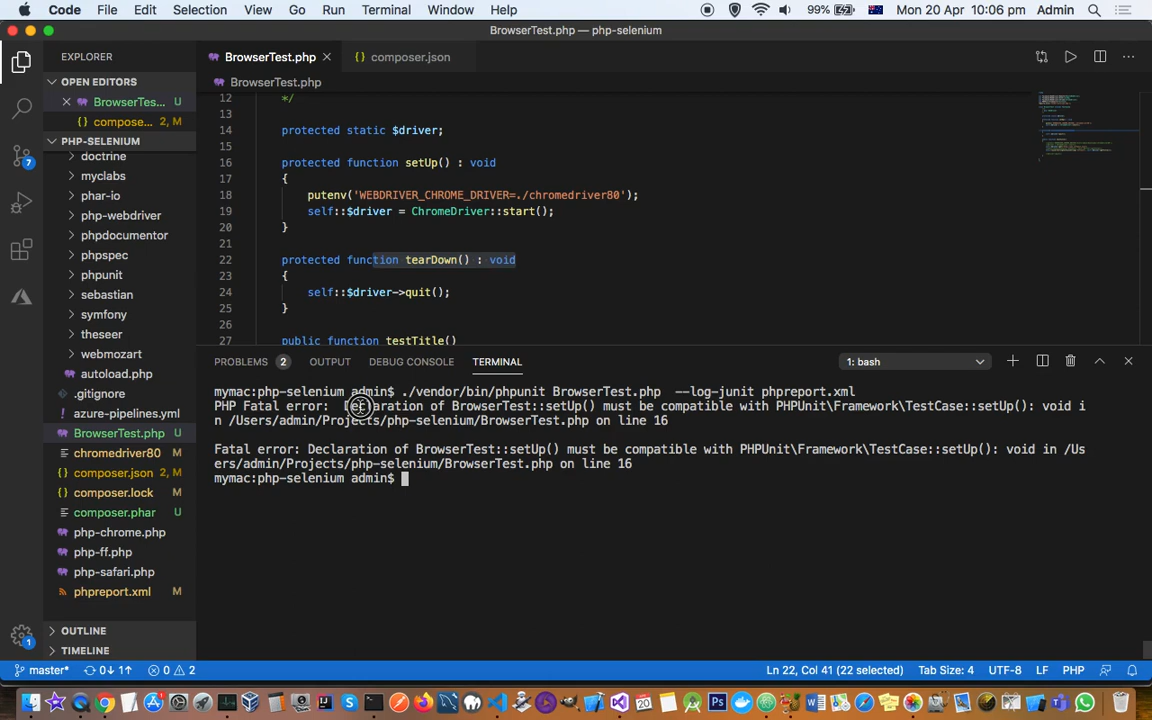 Code File Edit Selection View Go Run Terminal Window Help 99% Mon 20 Apr 10:06 pm Admin
BrowserTest.php — php-selenium
EXPLORER
OPEN EDITORS
BrowserTes... U
compose... 2, M
PHP-SELENIUM
doctrine
myclabs
phar-io
php-webdriver
phpdocumentor
phpspec
phpunit
sebastian
symfony
theseer
webmozart
autoload.php
.gitignore
azure-pipelines.yml
BrowserTest.php U
chromedriver80 M
composer.json 2, M
composer.lock M
composer.phar U
php-chrome.php
php-ff.php
php-safari.php
phpreport.xml M
OUTLINE
TIMELINE
7
1
BrowserTest.php composer.json
BrowserTest.php
12 */
13
14 protected static $driver;
15
16 protected function setUp() : void
17 {
18 putenv('WEBDRIVER_CHROME_DRIVER=./chromedriver80');
19 self::$driver = ChromeDriver::start();
20 }
21
22 protected function tearDown() : void
23 {
24 self::$driver->quit();
25 }
26
27 public function testTitle()
PROBLEMS 2 OUTPUT DEBUG CONSOLE TERMINAL 1: bash
mymac:php-selenium admin$ ./vendor/bin/phpunit BrowserTest.php --log-junit phpreport.xml
PHP Fatal error: Declaration of BrowserTest::setUp() must be compatible with PHPUnit\Framework\TestCase::setUp(): void i
n /Users/admin/Projects/php-selenium/BrowserTest.php on line 16
Fatal error: Declaration of BrowserTest::setUp() must be compatible with PHPUnit\Framework\TestCase::setUp(): void in /Us
ers/admin/Projects/php-selenium/BrowserTest.php on line 16
mymac:php-selenium admin$
master* 0↓ 1↑ 0 2 Ln 22, Col 41 (22 selected) Tab Size: 4 UTF-8 LF PHP